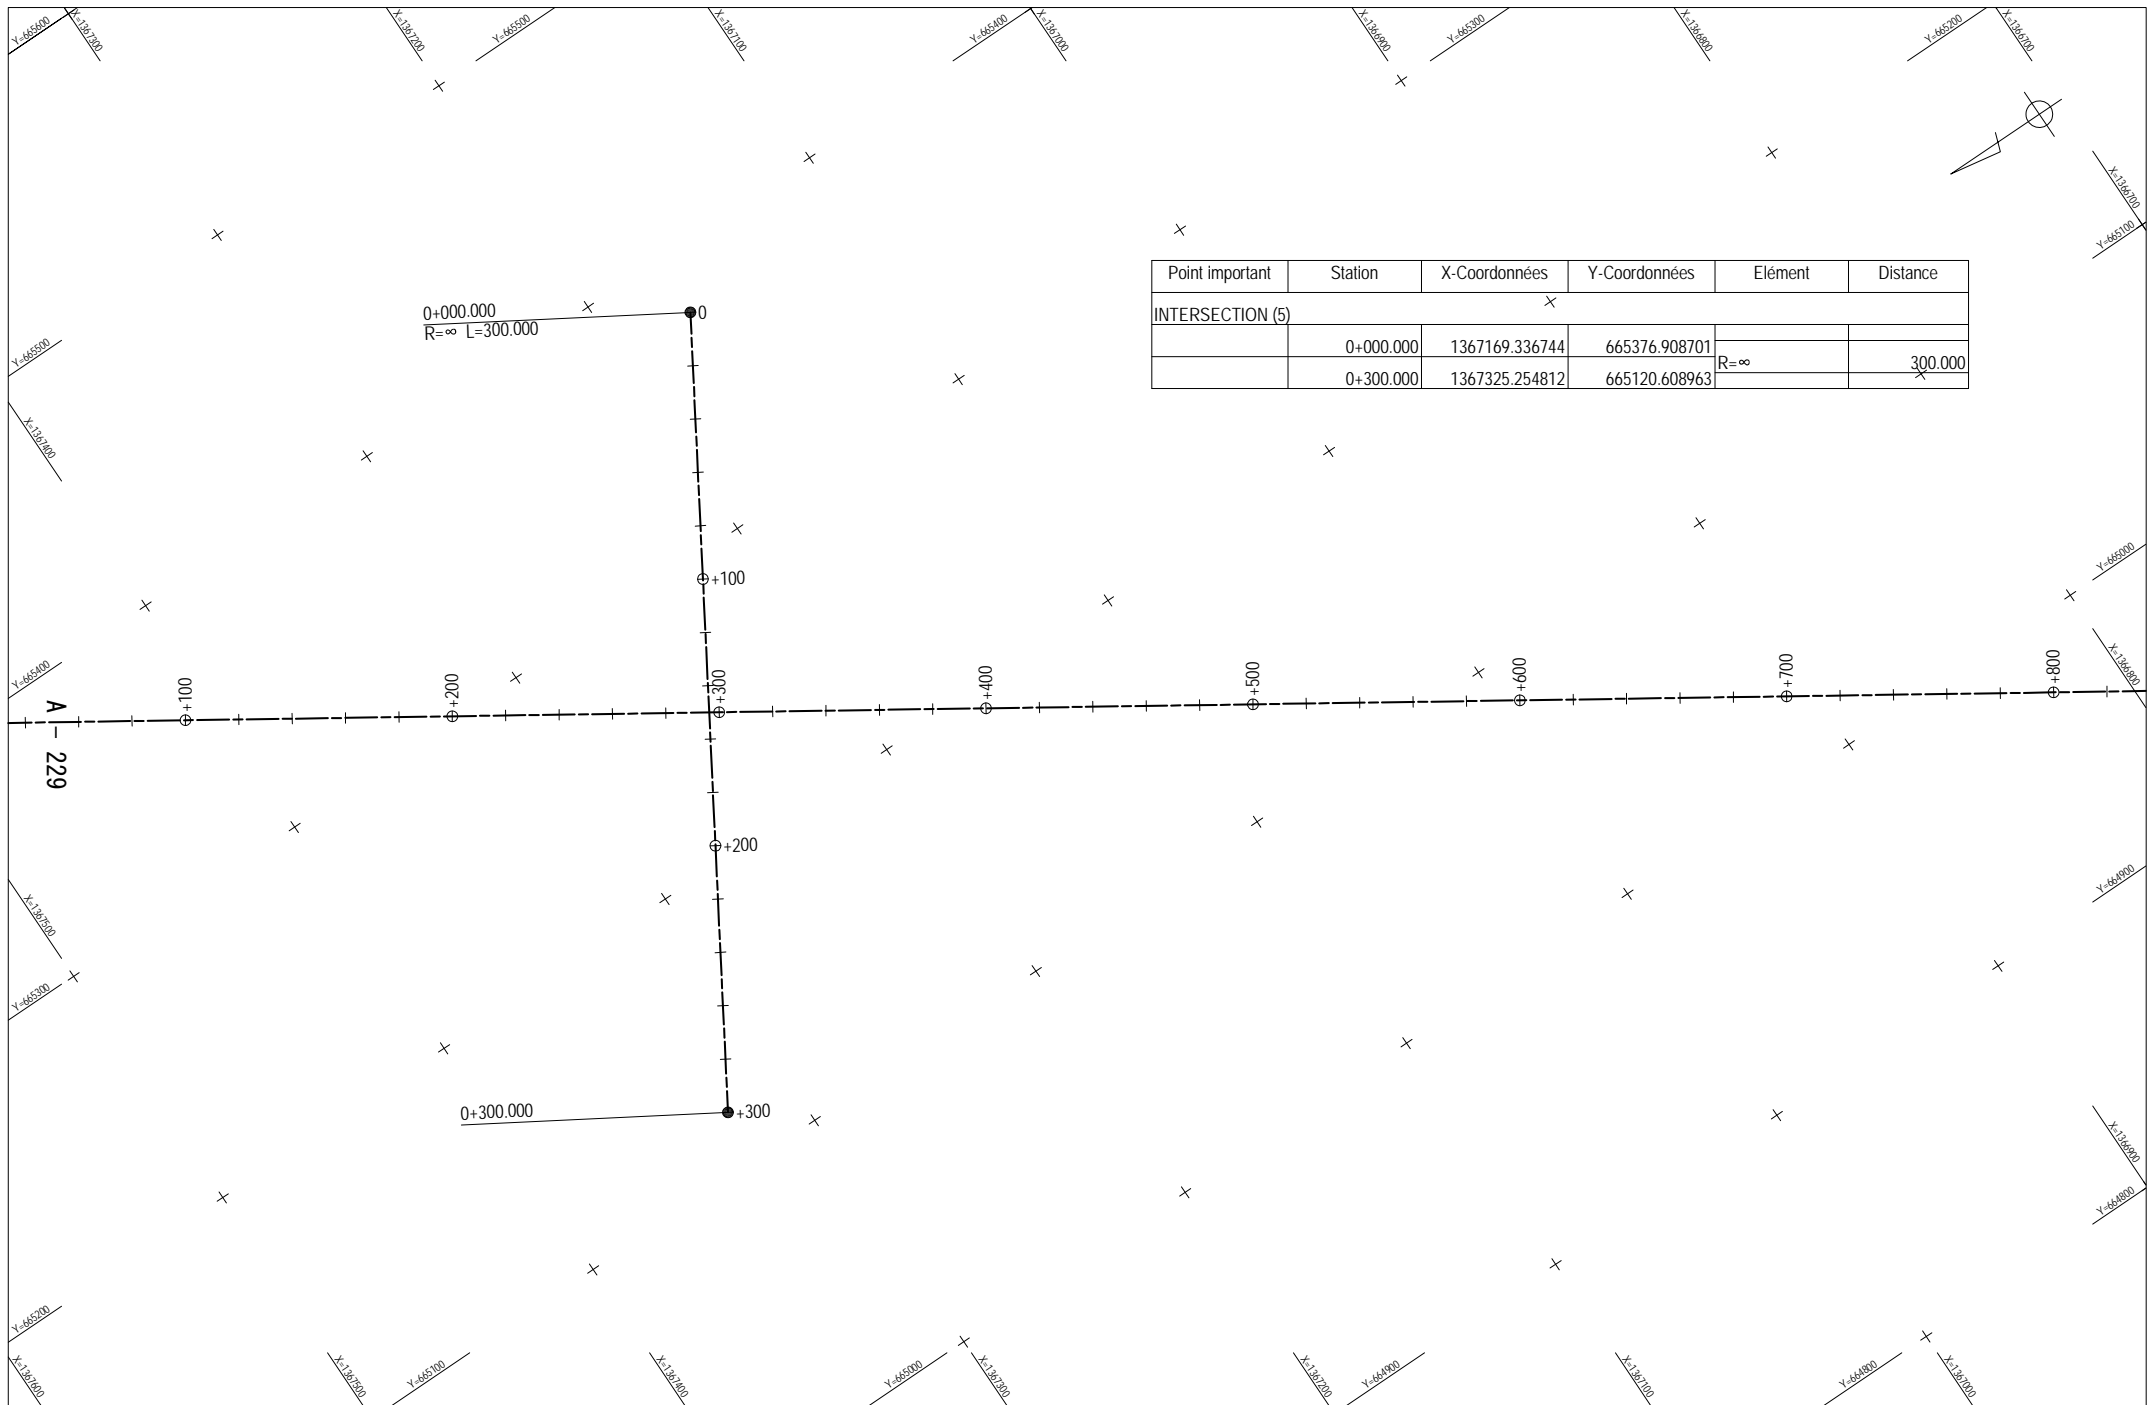 Y=665600
X=1367300
X=1367200
Y=665500
X=1367100
Y=665400
X=1367000
X=1366900
Y=665300
X=1366800
Y=665200
X=1366700
X=1366700
Y=665100
Point important Station X-Coordonnées Y-Coordonnées Elément Distance
INTERSECTION (5)
0+000.000 1367169.336744 665376.908701
R=∞ 300.000
0+300.000 1367325.254812 665120.608963
0+000.000
R=∞ L=300.000
0
Y=665500
X=1367400
+100
Y=665000
Y=665400
X=1366800
A - 229
+100
+200
+300
+400
+500
+600
+700
+800
+200
X=1367500
Y=664900
Y=665300
0+300.000
+300
X=1366900
Y=664800
Y=665200
X=1367600
X=1367500
Y=665100
X=1367400
Y=665000
X=1367300
X=1367200
Y=664900
X=1367100
Y=664800
X=1367000